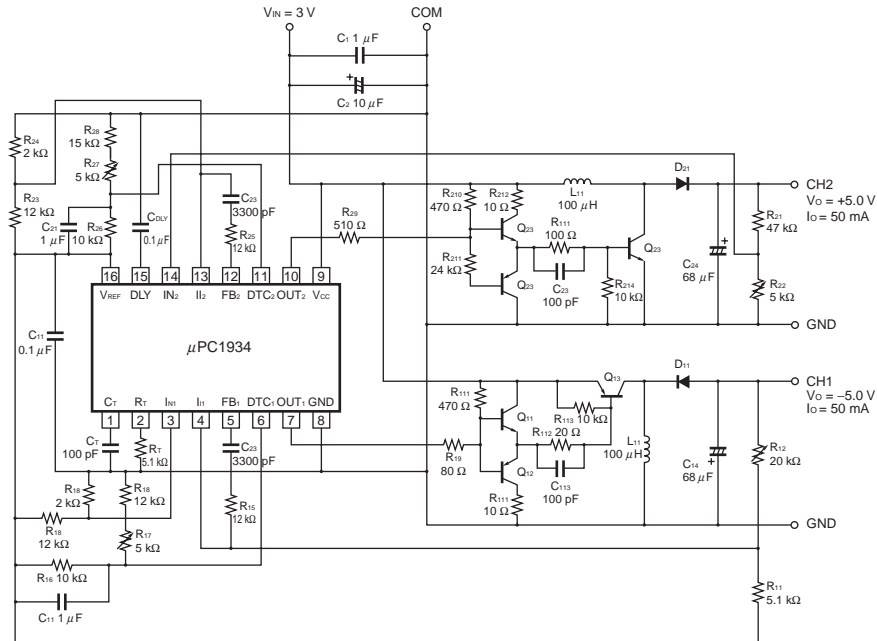 VIN = 3 V
COM
C1 1 μF
C2 10 μF
R24
2 kΩ
R28
15 kΩ
R27
5 kΩ
R23
12 kΩ
C21
1 μF
R26
10 kΩ
CDLY
0.1 μF
C23
3300 pF
R25
12 kΩ
R29
510 Ω
R210
470 Ω
R212
10 Ω
L11
100 μH
D21
CH2
VO = +5.0 V
IO = 50 mA
R21
47 kΩ
Q23
R111
100 Ω
Q23
R211
24 kΩ
Q23
C23
100 pF
R214
10 kΩ
C24
68 μF
R22
5 kΩ
GND
16 15 14 13 12 11 10 9
VREF DLY IN2 II2 FB2 DTC2 OUT2 VCC
C11
0.1 μF
μPC1934
CT RT IN1 II1 FB1 DTC1 OUT1 GND
1 2 3 4 5 6 7 8
CT
100 pF
RT
5.1 kΩ
C23
3300 pF
R18
2 kΩ
R18
12 kΩ
R18
12 kΩ
R17
5 kΩ
R15
12 kΩ
R16 10 kΩ
C11 1 μF
R19
80 Ω
R111
470 Ω
Q11
Q12
R111
10 Ω
Q13
R113
10 kΩ
R112
20 Ω
C113
100 pF
L11
100 μH
D11
CH1
VO = −5.0 V
IO = 50 mA
C14
68 μF
R12
20 kΩ
GND
R11
5.1 kΩ